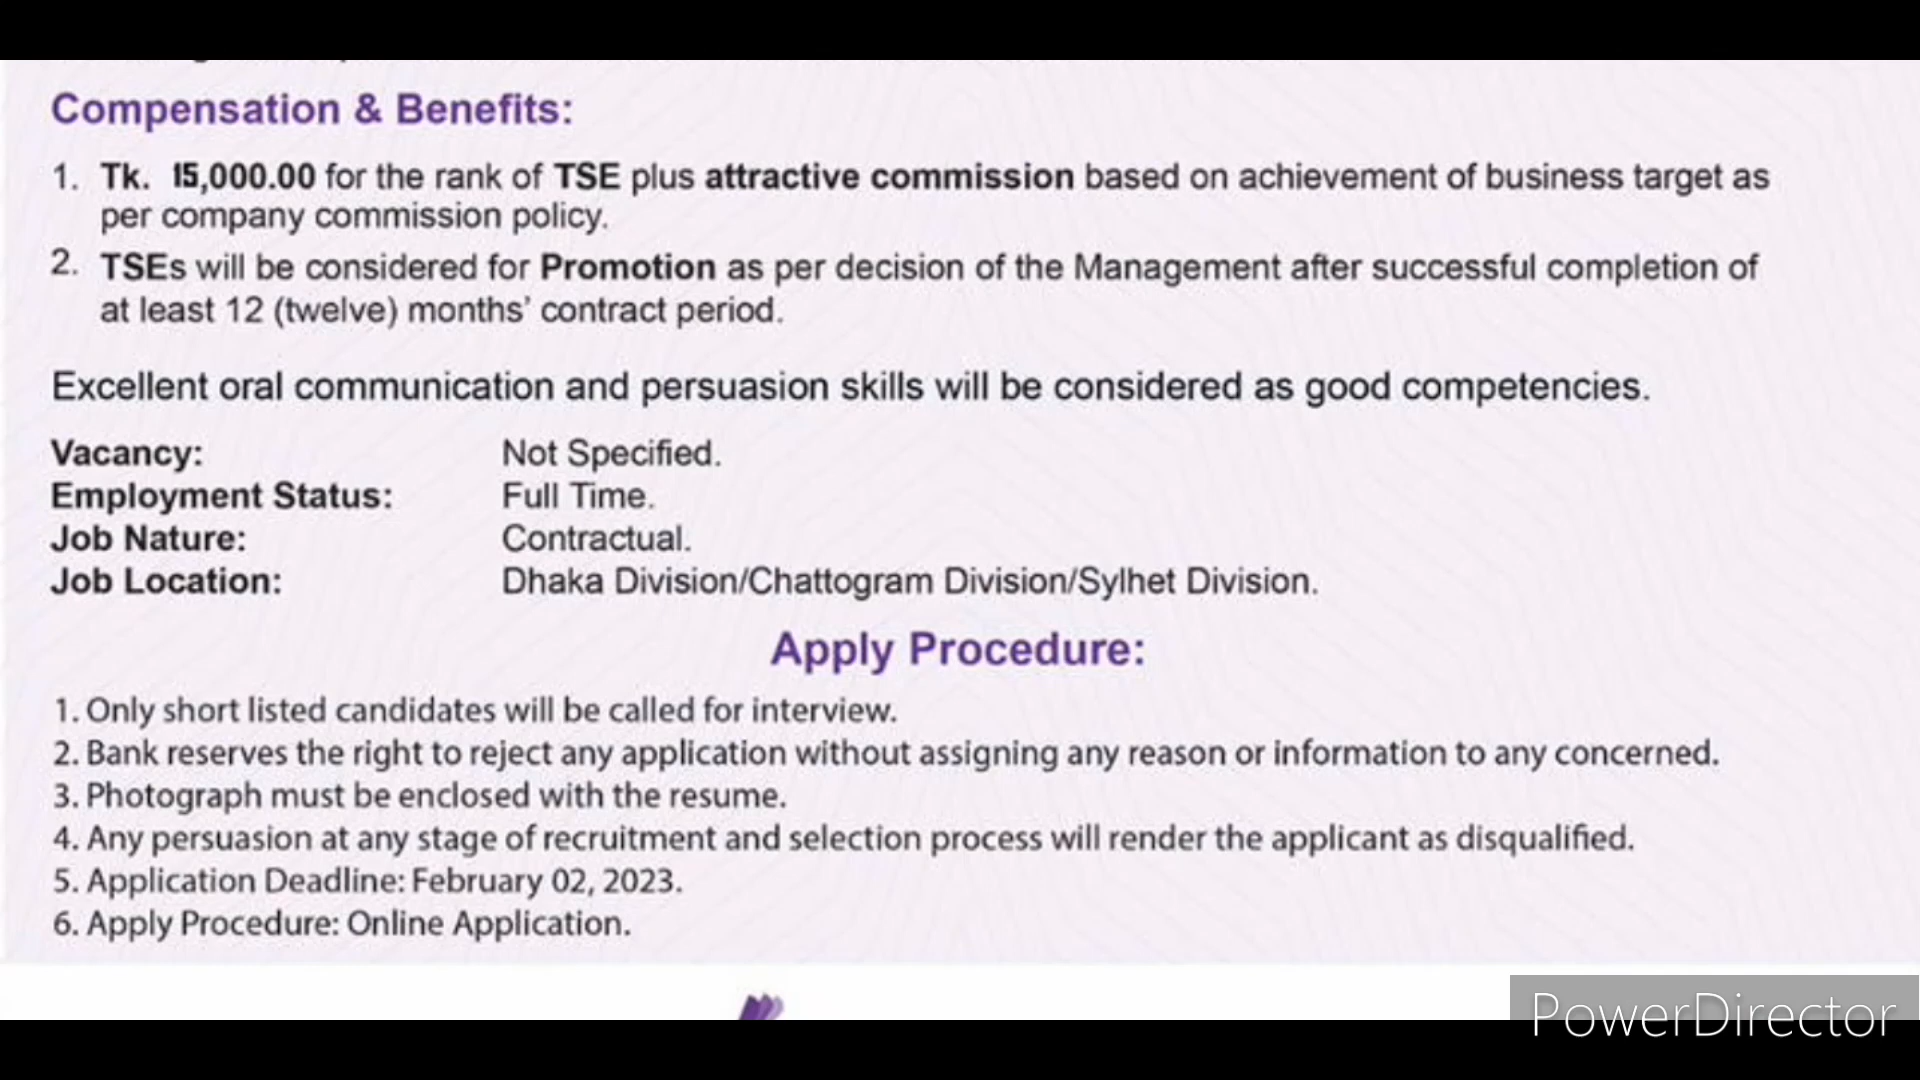 Compensation & Benefits:
1. Tk. 15,000.00 for the rank of TSE plus attractive commission based on achievement of business target as
per company commission policy.
2. TSEs will be considered for Promotion as per decision of the Management after successful completion of
at least 12 (twelve) months’ contract period.
Excellent oral communication and persuasion skills will be considered as good competencies.
Vacancy: Not Specified.
Employment Status: Full Time.
Job Nature: Contractual.
Job Location: Dhaka Division/Chattogram Division/Sylhet Division.
Apply Procedure:
1. Only short listed candidates will be called for interview.
2. Bank reserves the right to reject any application without assigning any reason or information to any concerned.
3. Photograph must be enclosed with the resume.
4. Any persuasion at any stage of recruitment and selection process will render the applicant as disqualified.
5. Application Deadline: February 02, 2023.
6. Apply Procedure: Online Application.
PowerDirector